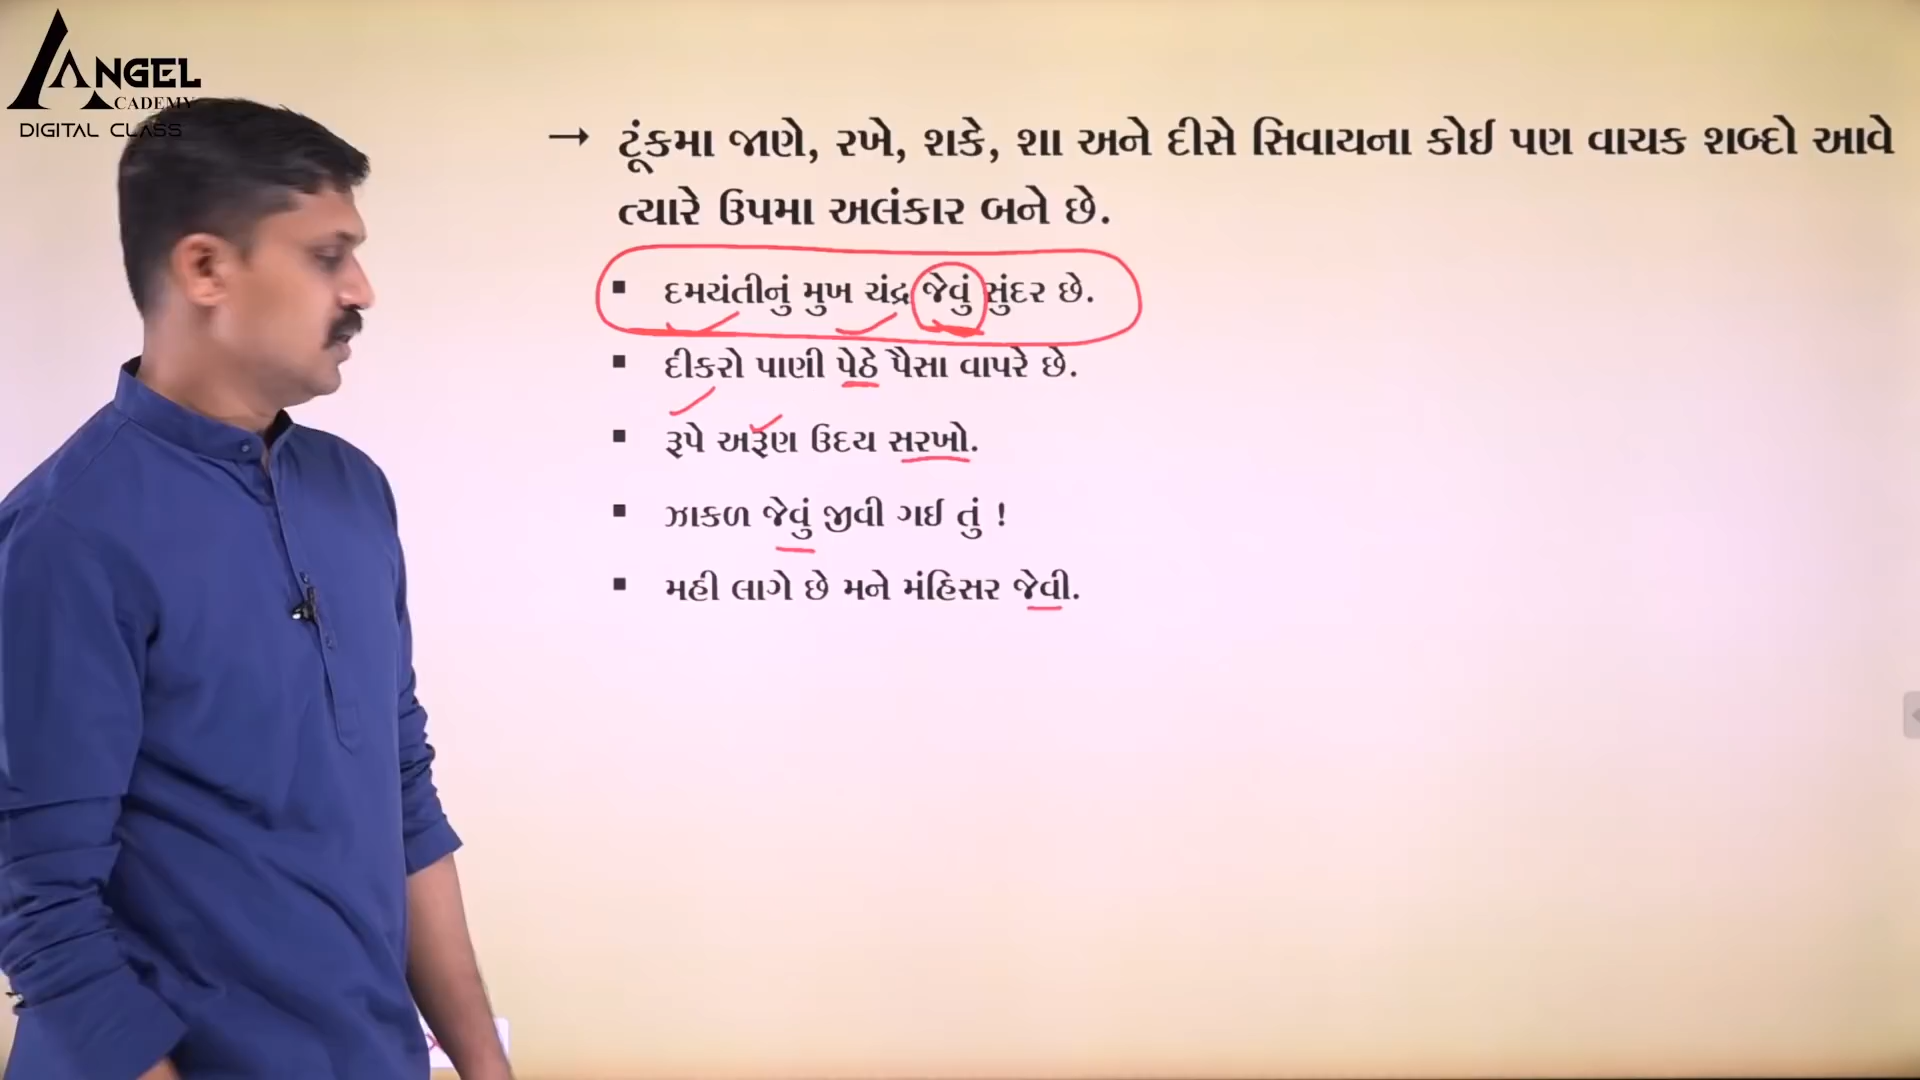 ANGEL
ACADEMY
DIGITAL CLASS
→ ટૂંકમા જાણે, રખે, શકે, શા અને દીસે સિવાયના કોઈ પણ વાચક શબ્દો આવે
ત્યારે ઉપમા અલંકાર બને છે.
▪ દમયંતીનું મુખ ચંદ્ર જેવું સુંદર છે.
▪ દીકરો પાણી પેઠે પૈસા વાપરે છે.
▪ રૂપે અરૂણ ઉદય સરખો.
▪ ઝાકળ જેવું જીવી ગઈ તું !
▪ મહી લાગે છે મને મંહિસર જેવી.